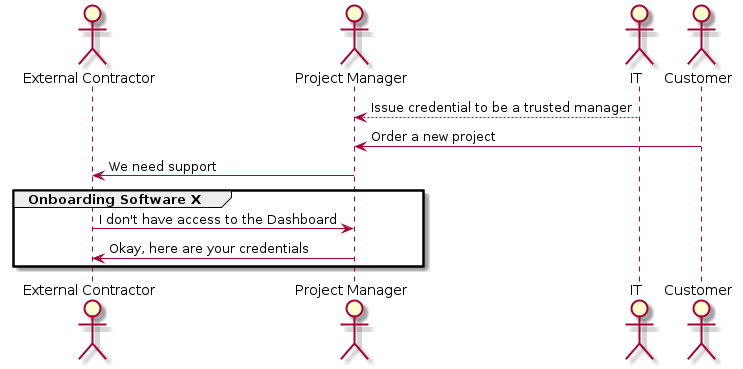 External Contractor
Project Manager
IT
Customer
Issue credential to be a trusted manager
Order a new project
We need support
Onboarding Software X
I don't have access to the Dashboard
Okay, here are your credentials
External Contractor
Project Manager
IT
Customer